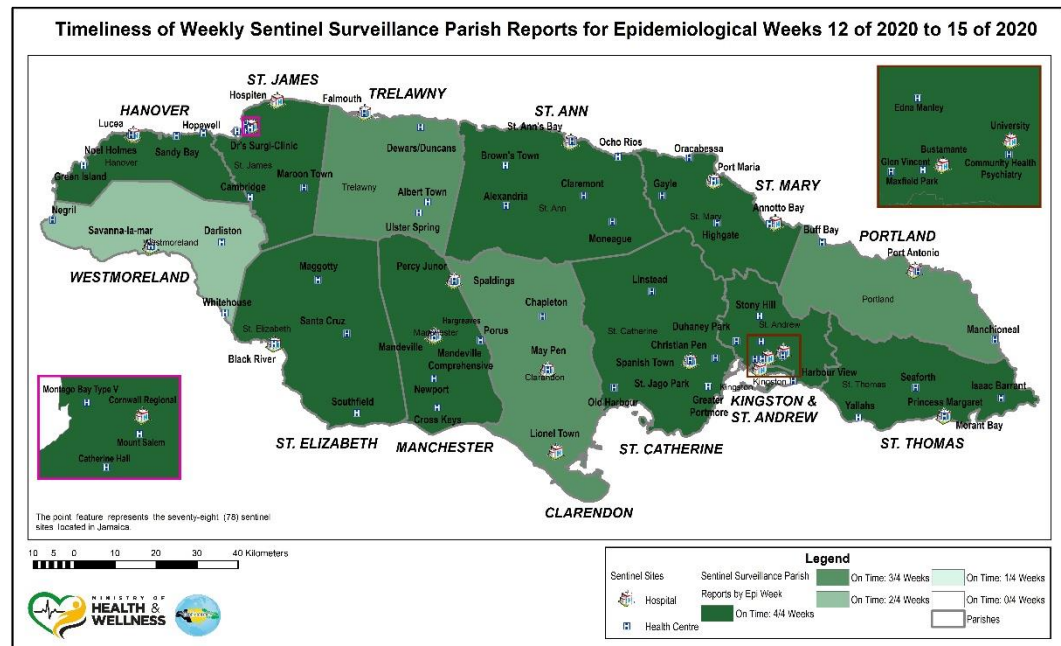 Timeliness of Weekly Sentinel Surveillance Parish Reports for Epidemiological Weeks 12 of 2020 to 15 of 2020
ST. JAMES
Hospiten
TRELAWNY
Falmouth
HANOVER
Lucea
Hopewell
Noel Holmes
Hanover
Sandy Bay
Green Island
Dr's Surgi-Clinic
St. James
Maroon Town
Cambridge
Dewars/Duncans
Trelawny
Albert Town
Ulster Spring
ST. ANN
St. Ann's Bay
Ocho Rios
Brown's Town
Alexandria
Claremont
St. Ann
Moneague
Oracabessa
Port Maria
Gayle
ST. MARY
St. Mary
Highgate
Annotto Bay
Buff Bay
PORTLAND
Port Antonio
Portland
Manchioneal
Edna Manley
University
Bustamante
Glen Vincent
Community Health
Psychiatry
Maxfield Park
Negril
Savanna-la-mar
Westmoreland
Darliston
WESTMORELAND
Whitehouse
Maggotty
St. Elizabeth
Santa Cruz
Black River
Southfield
ST. ELIZABETH
Percy Junor
Spaldings
Hargreaves
Manchester
Mandeville
Porus
Mandeville
Comprehensive
Newport
Cross Keys
MANCHESTER
Chapleton
May Pen
Clarendon
Lionel Town
CLARENDON
Linstead
St. Catherine
Duhaney Park
Christian Pen
Spanish Town
St. Jago Park
Old Harbour
Greater
Portmore
ST. CATHERINE
Stony Hill
St. Andrew
Kingston
Kingston
Harbour View
KINGSTON &
ST. ANDREW
St. Thomas
Seaforth
Isaac Barrant
Yallahs
Princess Margaret
Morant Bay
ST. THOMAS
Montego Bay Type V
Cornwall Regional
Mount Salem
Catherine Hall
The point feature represents the seventy-eight (78) sentinel
sites located in Jamaica.
10 5 0 10 20 30 40 Kilometers
MINISTRY OF
HEALTH &
WELLNESS
Legend
Sentinel Sites
Hospital
Health Centre
Sentinel Surveillance Parish
Reports by Epi Week
On Time: 4/4 Weeks
On Time: 3/4 Weeks
On Time: 2/4 Weeks
On Time: 1/4 Weeks
On Time: 0/4 Weeks
Parishes